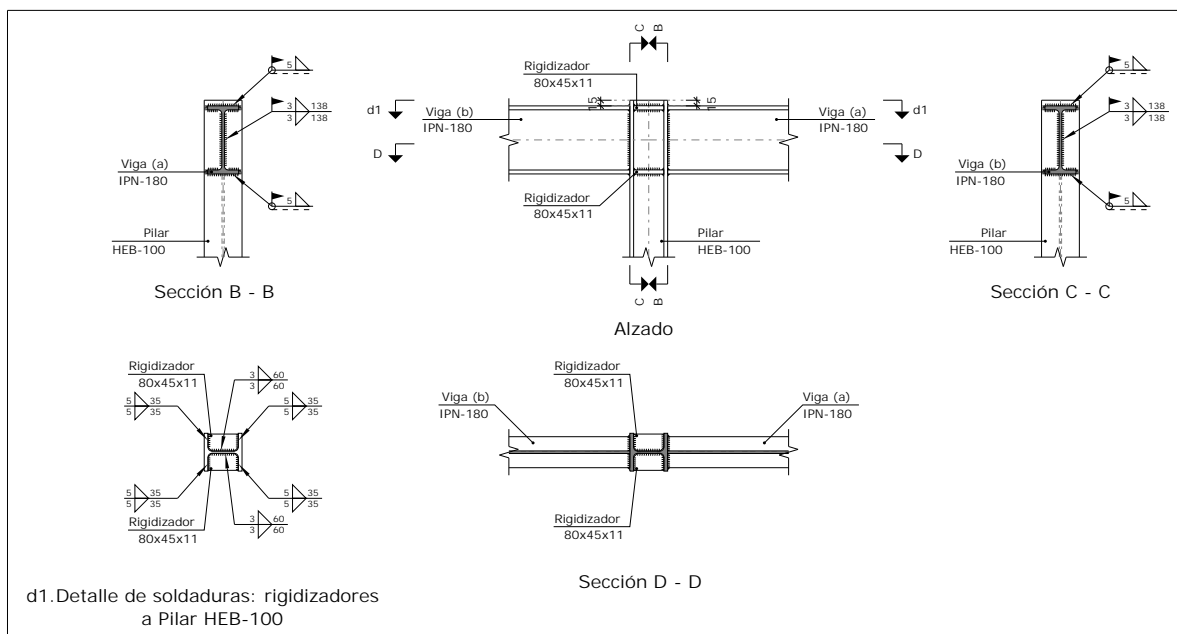 5
3
3
138
138
5
Viga (a)
IPN-180
Pilar
HEB-100
Sección B - B
C
B
Rigidizador
80x45x11
15
15
d1
d1
Viga (b)
IPN-180
Viga (a)
IPN-180
D
D
Rigidizador
80x45x11
Pilar
HEB-100
C
B
Alzado
5
3
3
138
138
5
Viga (b)
IPN-180
Pilar
HEB-100
Sección C - C
Rigidizador
80x45x11
3
3
60
60
5
5
35
35
5
5
35
35
5
5
35
35
5
5
35
35
Rigidizador
80x45x11
3
3
60
60
d1.Detalle de soldaduras: rigidizadores
a Pilar HEB-100
Rigidizador
80x45x11
Viga (b)
IPN-180
Viga (a)
IPN-180
Rigidizador
80x45x11
Sección D - D